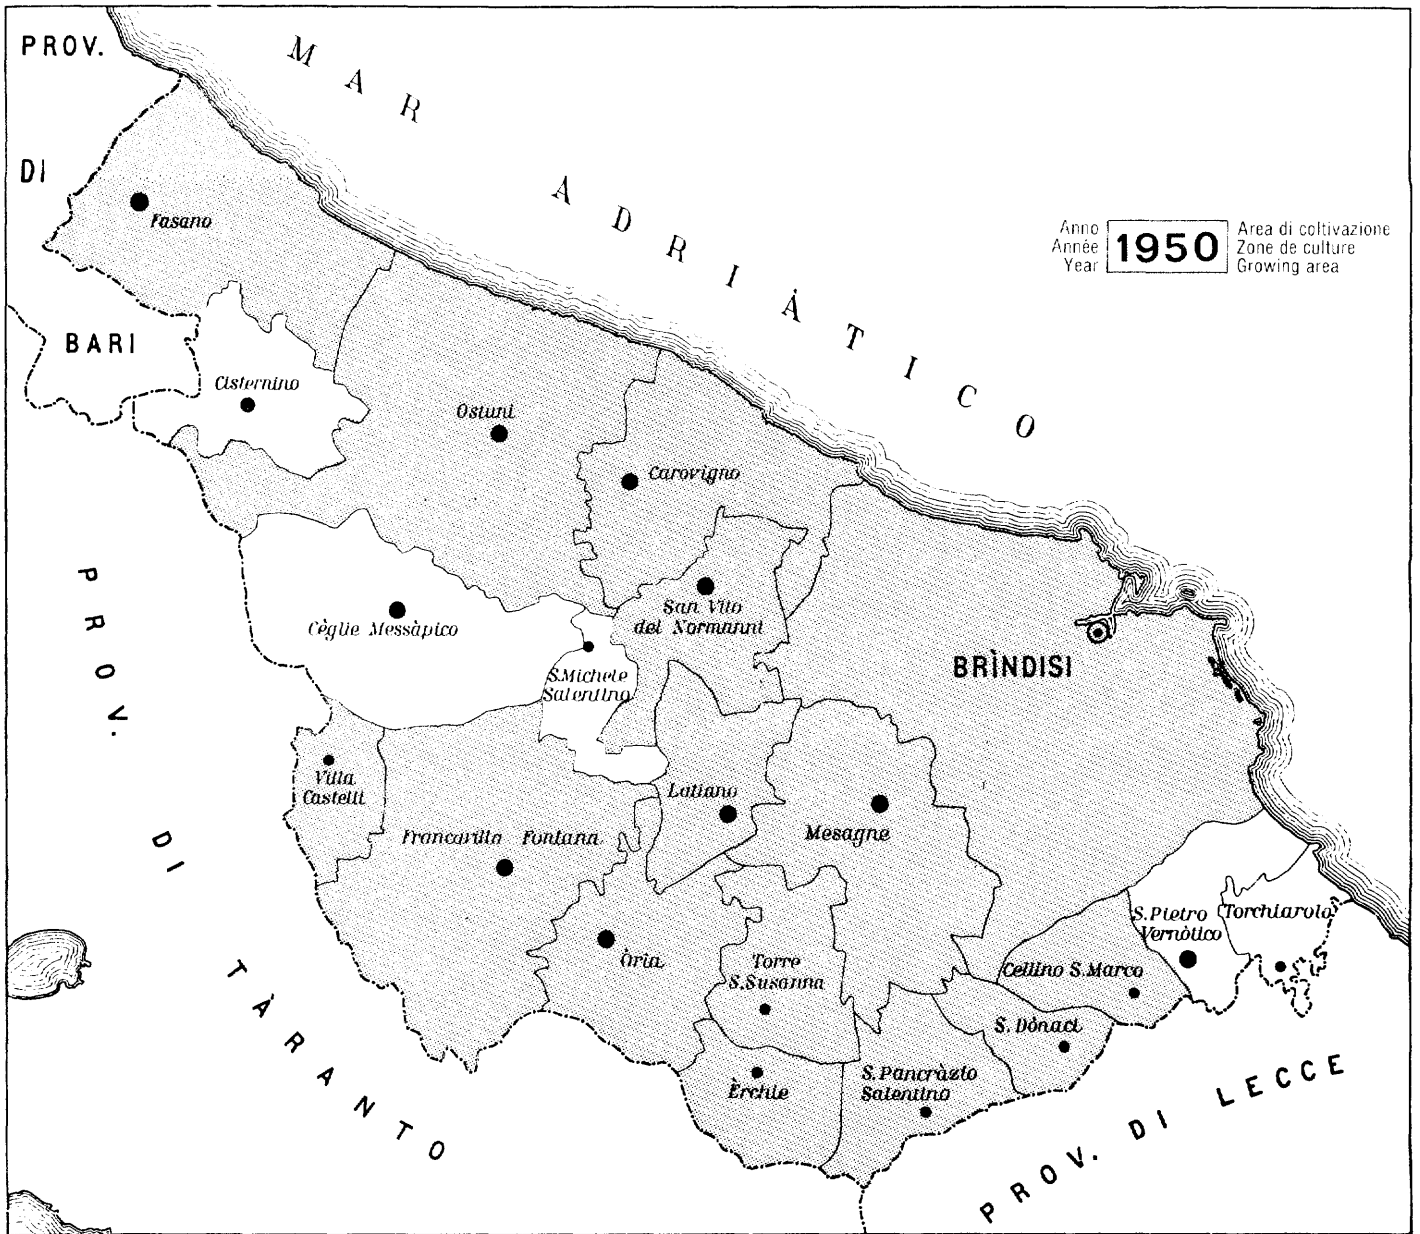 PROV.
DI
BARI
MAR ADRIÀTICO
Anno
Année
Year
1950
Area di coltivazione
Zone de culture
Growing area
Fasano
Cisternino
Ostuni
Carovigno
San Vito
dei Normanni
Cèglie Messàpico
S.Michele
Salentino
BRÌNDISI
Villa
Castelli
Francavilla Fontana
Latiano
Mesagne
S.Pietro
Vernòtico
Torchiarolo
Òria
Torre
S.Susanna
Cellino S.Marco
S. Dònaci
Èrchie
S.Pancràzio
Salentino
PROV. DI TÀRANTO
PROV. DI LECCE